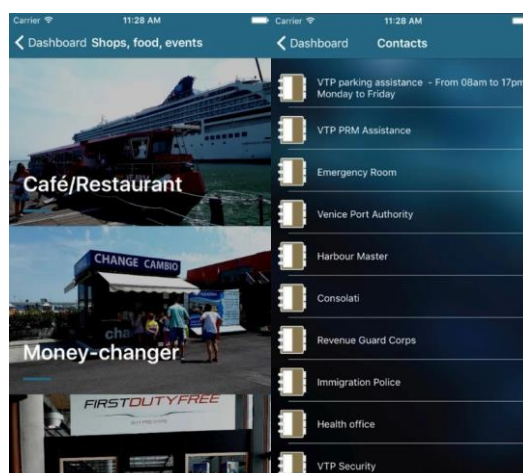 Carrier 11:28 AM
Dashboard Shops, food, events
Café/Restaurant
CHANGE CAMBIO
cha
Money-changer
FIRSTDUTYFREE
Carrier 11:28 AM
Dashboard Contacts
VTP parking assistance - From 08am to 17pm
Monday to Friday
VTP PRM Assistance
Emergency Room
Venice Port Authority
Harbour Master
Consolati
Revenue Guard Corps
Immigration Police
Health office
VTP Security